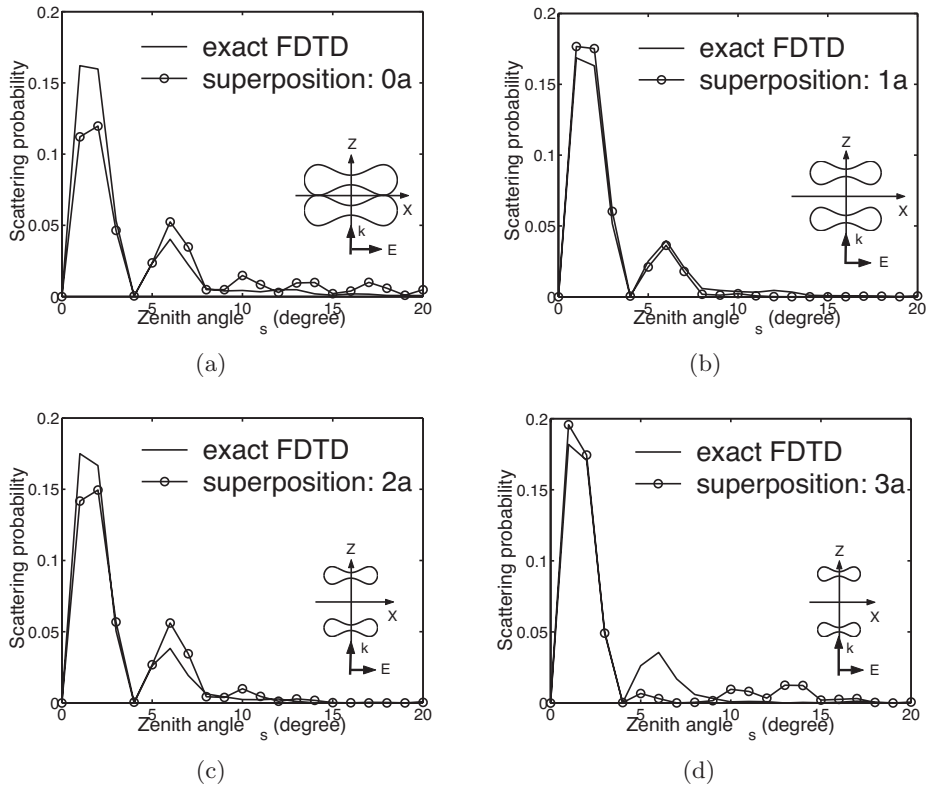 0.2
0.15
0.1
0.05
0
Scattering probability
exact FDTD
superposition: 0a
Z
X
k
E
0 5 10 15 20
Zenith angle s (degree)
(a)
0.2
0.15
0.1
0.05
0
Scattering probability
exact FDTD
superposition: 1a
Z
X
k
E
0 5 10 15 20
Zenith angle s (degree)
(b)
0.2
0.15
0.1
0.05
0
Scattering probability
exact FDTD
superposition: 2a
Z
X
k
E
0 5 10 15 20
Zenith angle s (degree)
(c)
0.2
0.15
0.1
0.05
0
Scattering probability
exact FDTD
superposition: 3a
Z
X
k
E
0 5 10 15 20
Zenith angle s (degree)
(d)